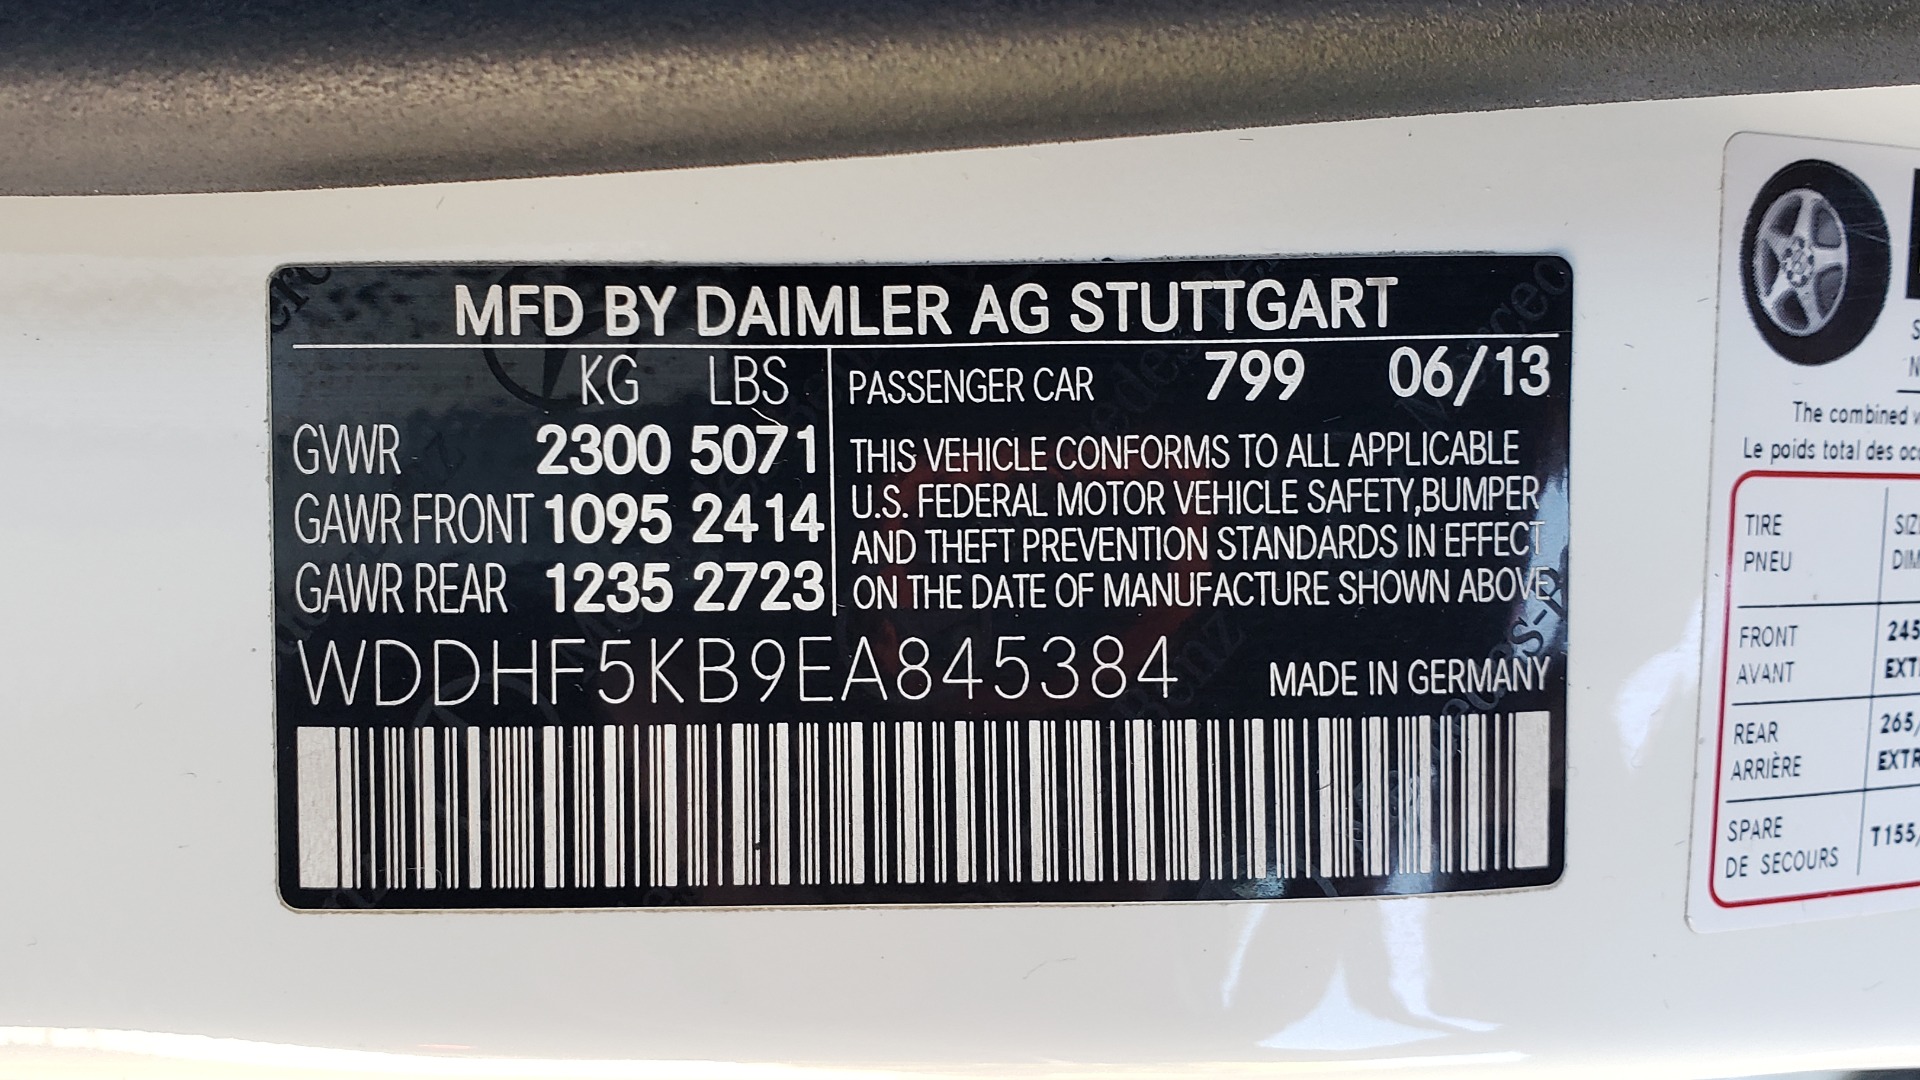 MFD BY DAIMLER AG STUTTGART
KG LBS
GVWR 2300 5071
GAWR FRONT 1095 2414
GAWR REAR 1235 2723
PASSENGER CAR 799 06/13
THIS VEHICLE CONFORMS TO ALL APPLICABLE
U.S. FEDERAL MOTOR VEHICLE SAFETY,BUMPER
AND THEFT PREVENTION STANDARDS IN EFFECT
ON THE DATE OF MANUFACTURE SHOWN ABOVE
WDDHF5KB9EA845384 MADE IN GERMANY
The combined
Le poids total des
TIRE
PNEU
FRONT 245
AVANT
REAR 265/
ARRIÈRE
SPARE T155/
DE SECOURS